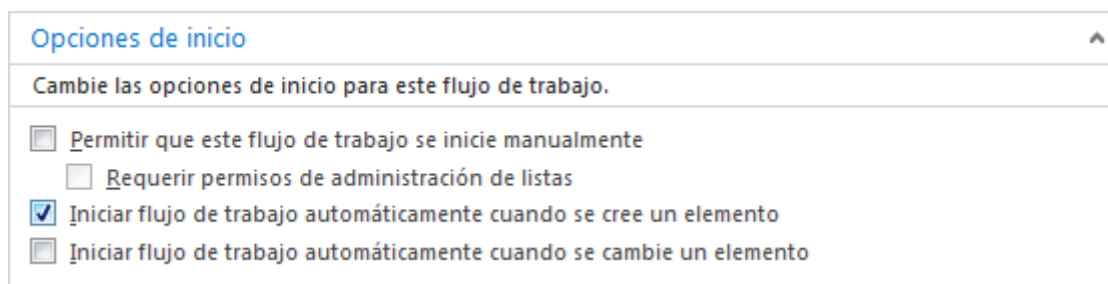 Opciones de inicio
Cambie las opciones de inicio para este flujo de trabajo.
Permitir que este flujo de trabajo se inicie manualmente
Requerir permisos de administración de listas
Iniciar flujo de trabajo automáticamente cuando se cree un elemento
Iniciar flujo de trabajo automáticamente cuando se cambie un elemento